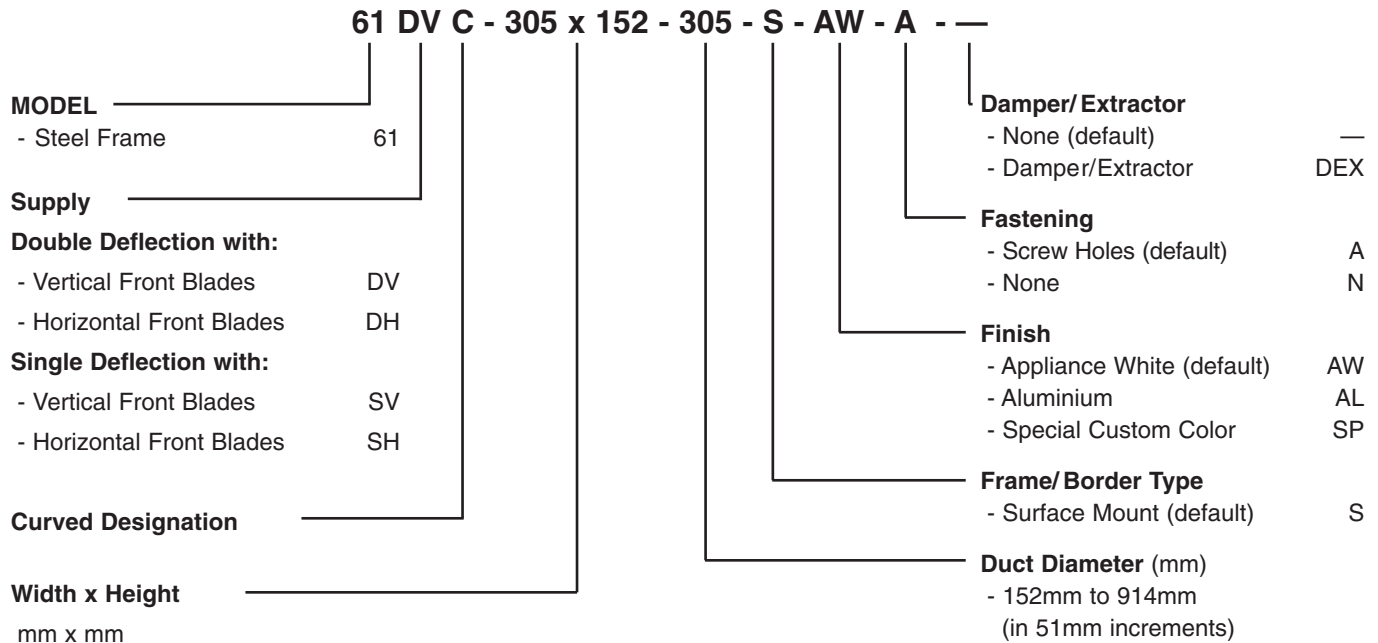 61 DV C - 305 x 152 - 305 - S - AW - A - —
MODEL
- Steel Frame 61
Supply
Double Deflection with:
- Vertical Front Blades DV
- Horizontal Front Blades DH
Single Deflection with:
- Vertical Front Blades SV
- Horizontal Front Blades SH
Curved Designation
Width x Height
mm x mm
Damper/Extractor
- None (default) —
- Damper/Extractor DEX
Fastening
- Screw Holes (default) A
- None N
Finish
- Appliance White (default) AW
- Aluminium AL
- Special Custom Color SP
Frame/Border Type
- Surface Mount (default) S
Duct Diameter (mm)
- 152mm to 914mm
(in 51mm increments)